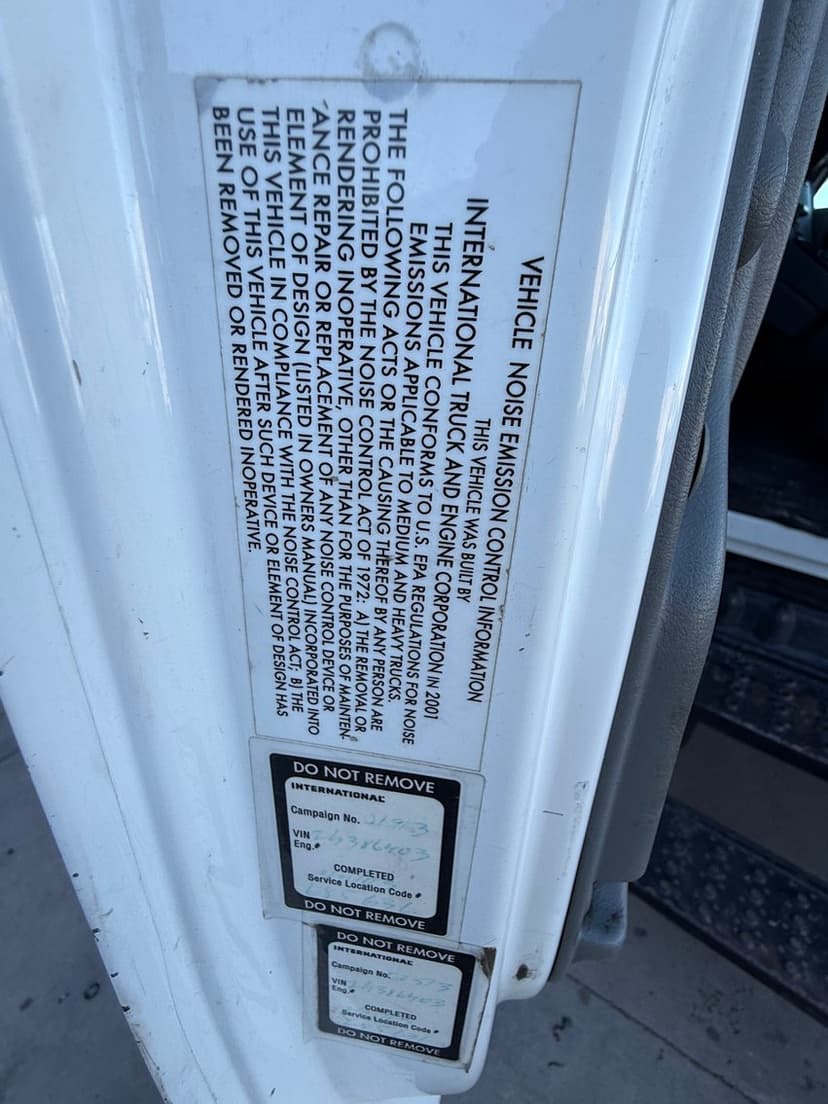 VEHICLE NOISE EMISSION CONTROL INFORMATION
THIS VEHICLE WAS BUILT BY
INTERNATIONAL TRUCK AND ENGINE CORPORATION IN 2001
THIS VEHICLE CONFORMS TO U.S. EPA REGULATIONS FOR NOISE
EMISSIONS APPLICABLE TO MEDIUM AND HEAVY TRUCKS.
THE FOLLOWING ACTS OR THE CAUSING THEREOF BY ANY PERSON ARE
PROHIBITED BY THE NOISE CONTROL ACT OF 1972: A) THE REMOVAL OR
RENDERING INOPERATIVE, OTHER THAN FOR THE PURPOSES OF MAINTEN-
ANCE REPAIR OR REPLACEMENT OF ANY NOISE CONTROL DEVICE OR
ELEMENT OF DESIGN (LISTED IN OWNERS MANUAL) INCORPORATED INTO
THIS VEHICLE IN COMPLIANCE WITH THE NOISE CONTROL ACT; B) THE
USE OF THIS VEHICLE AFTER SUCH DEVICE OR ELEMENT OF DESIGN HAS
BEEN REMOVED OR RENDERED INOPERATIVE.
DO NOT REMOVE
INTERNATIONAL
Campaign No.
VIN
Eng.#
COMPLETED
Service Location Code #
DO NOT REMOVE
DO NOT REMOVE
INTERNATIONAL
Campaign No.
VIN
Eng.#
COMPLETED
Service Location Code #
DO NOT REMOVE